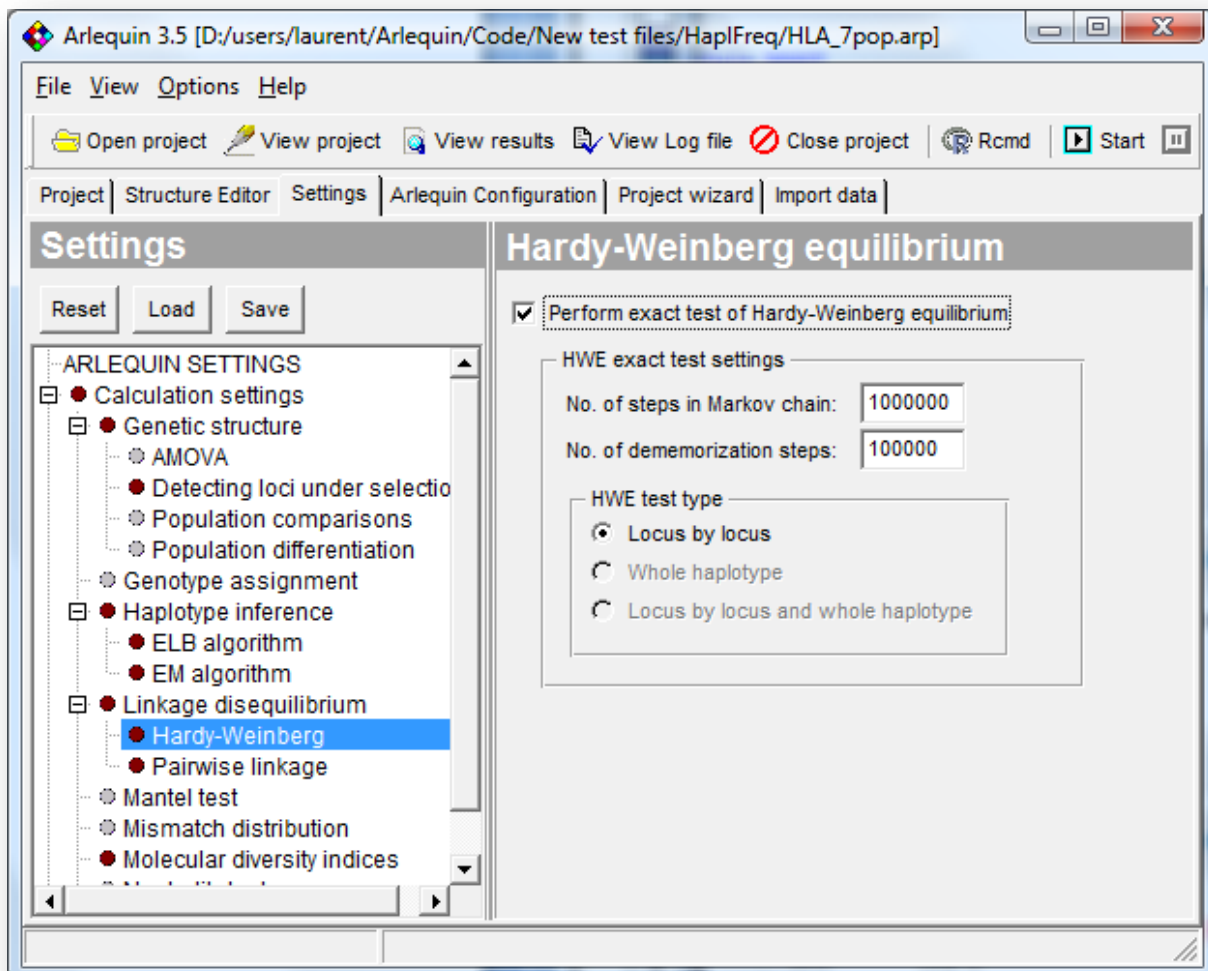 Arlequin 3.5 [D:/users/laurent/Arlequin/Code/New test files/HaplFreq/HLA_7pop.arp]
File View Options Help
Open project View project View results View Log file Close project Rcmd Start
Project Structure Editor Settings Arlequin Configuration Project wizard Import data
Settings
Reset Load Save
ARLEQUIN SETTINGS
Calculation settings
Genetic structure
AMOVA
Detecting loci under selectio
Population comparisons
Population differentiation
Genotype assignment
Haplotype inference
ELB algorithm
EM algorithm
Linkage disequilibrium
Hardy-Weinberg
Pairwise linkage
Mantel test
Mismatch distribution
Molecular diversity indices
Hardy-Weinberg equilibrium
Perform exact test of Hardy-Weinberg equilibrium
HWE exact test settings
No. of steps in Markov chain: 1000000
No. of dememorization steps: 100000
HWE test type
Locus by locus
Whole haplotype
Locus by locus and whole haplotype